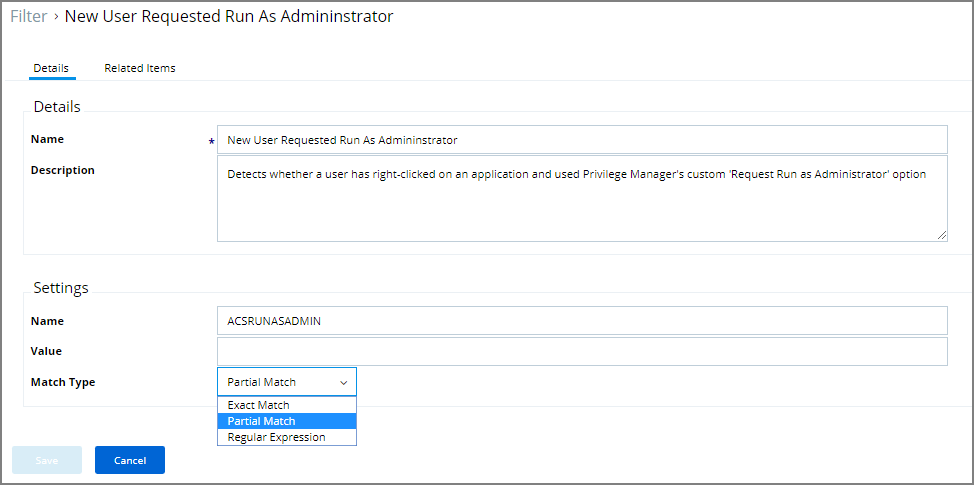 Filter › New User Requested Run As Admininstrator
Details
Related Items
Details
Name
* New User Requested Run As Admininstrator
Description
Detects whether a user has right-clicked on an application and used Privilege Manager's custom 'Request Run as Administrator' option
Settings
Name
ACSRUNASADMIN
Value
Match Type
Partial Match
Exact Match
Partial Match
Regular Expression
Save
Cancel